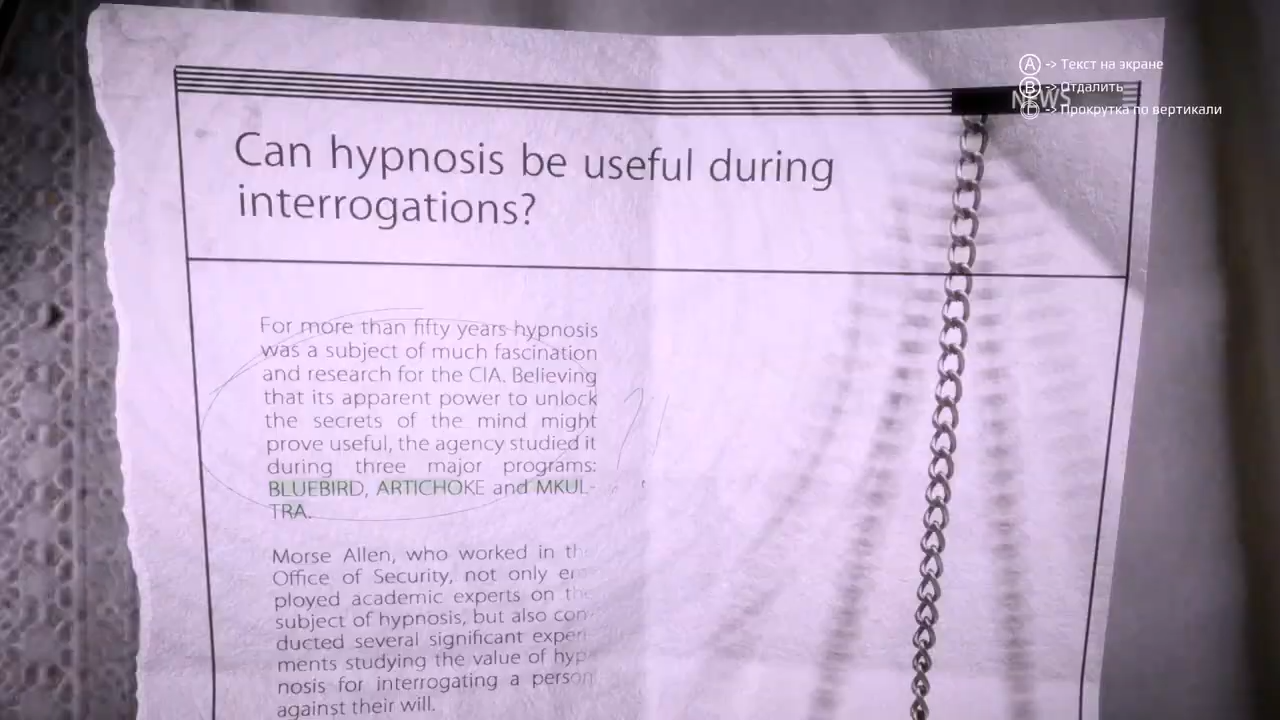 A -> Текст на экране
B -> Отдалить
NEWS
L -> Прокрутка по вертикали
Can hypnosis be useful during
interrogations?
For more than fifty years hypnosis
was a subject of much fascination
and research for the CIA. Believing
that its apparent power to unlock
the secrets of the mind might
prove useful, the agency studied it
during three major programs:
BLUEBIRD, ARTICHOKE and MKUL-
TRA.
?!
Morse Allen, who worked in the
Office of Security, not only em
ployed academic experts on the
subject of hypnosis, but also con-
ducted several significant experi
ments studying the value of hyp
nosis for interrogating a person
against their will.